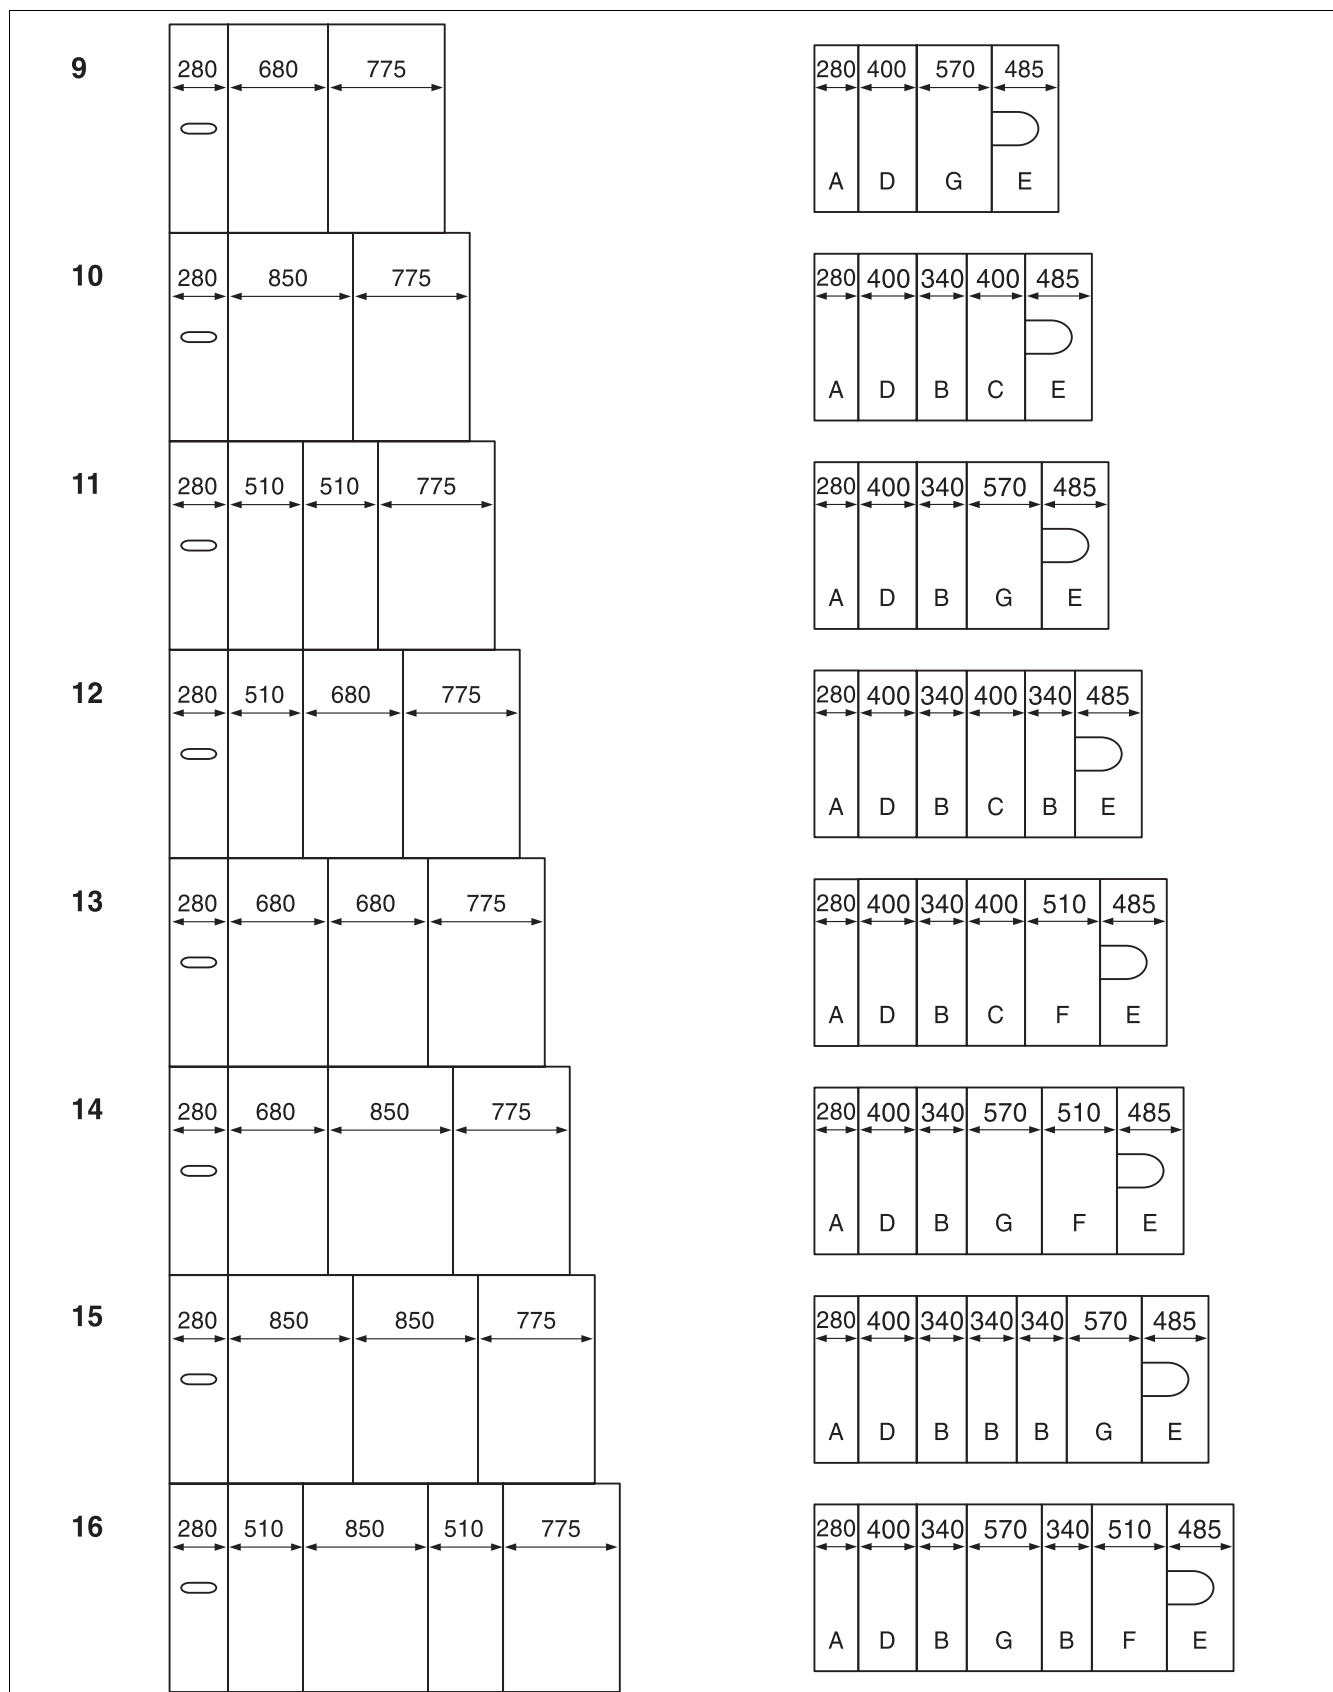 9 280 680 775 280 400 570 485
A D G E
10 280 850 775 280 400 340 400 485
A D B C E
11 280 510 510 775 280 400 340 570 485
A D B G E
12 280 510 680 775 280 400 340 400 340 485
A D B C B E
13 280 680 680 775 280 400 340 400 510 485
A D B C F E
14 280 680 850 775 280 400 340 570 510 485
A D B G F E
15 280 850 850 775 280 400 340 340 340 570 485
A D B B B G E
16 280 510 850 510 775 280 400 340 570 340 510 485
A D B G B F E